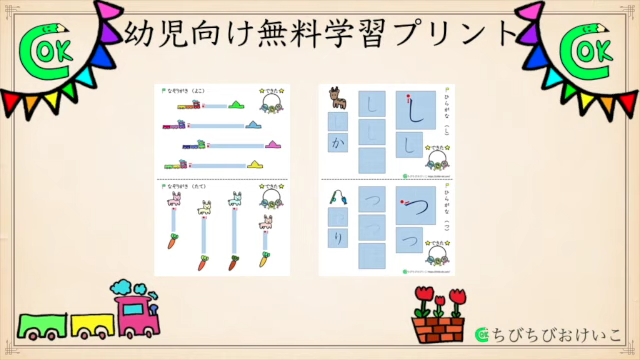 幼児向け無料学習プリント
OK
OK
なぞりがき (よこ)
できた
なぞりがき (たて)
できた
ひらがな (し)
し
し
し
し
か
できた
ひらがな (つ)
つ
つ
つ
つ
り
できた
OK ちびちびおけいこ